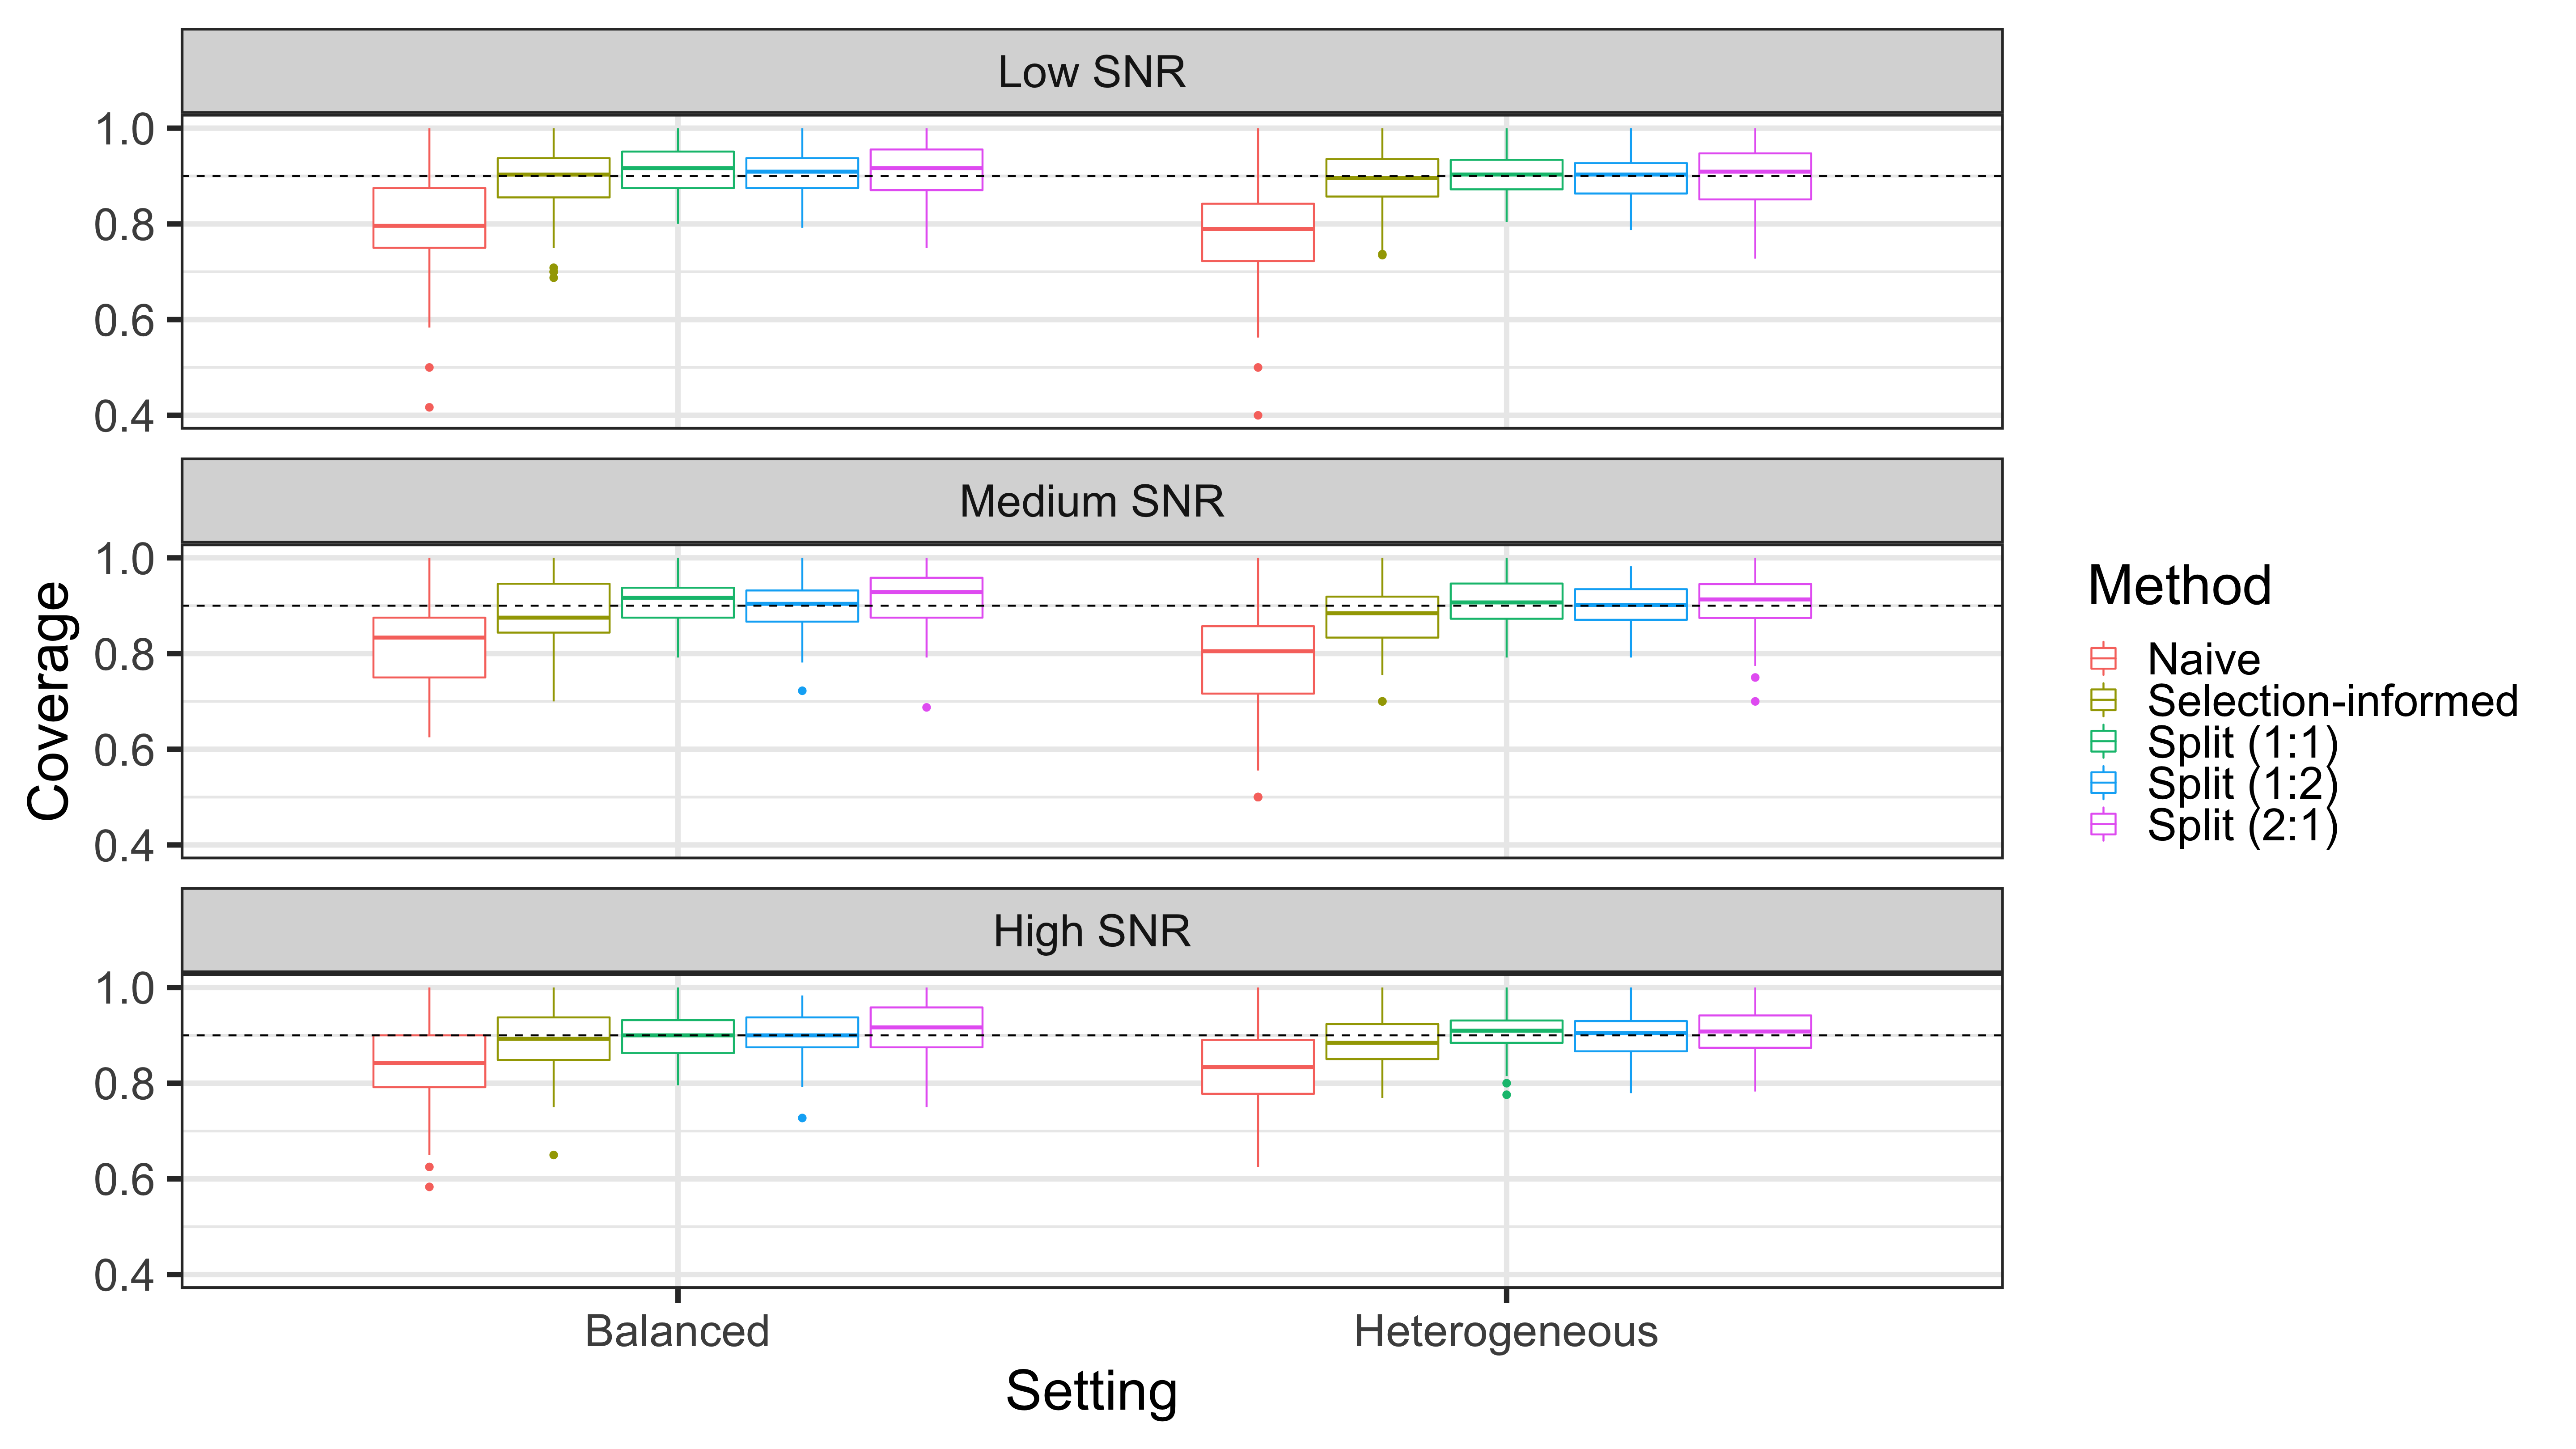 Low SNR
1.0
0.8
0.6
0.4
Medium SNR
1.0
0.8
0.6
0.4
High SNR
1.0
0.8
0.6
0.4
Coverage
Balanced
Heterogeneous
Setting
Method
Naive
Selection-informed
Split (1:1)
Split (1:2)
Split (2:1)